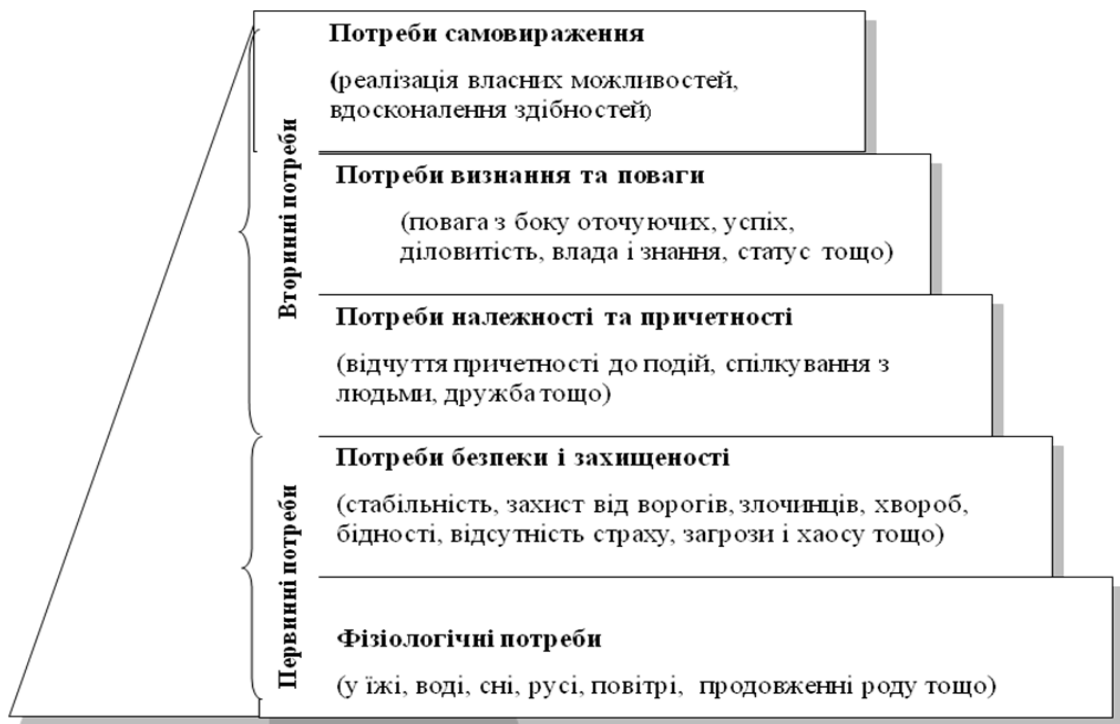 Потреби самовираження
(реалізація власних можливостей,
вдосконалення здібностей)
Вторинні потреби
Потреби визнання та поваги
(повага з боку оточуючих, успіх,
діловитість, влада і знання, статус тощо)
Потреби належності та причетності
(відчуття причетності до подій, спілкування з
людьми, дружба тощо)
Потреби безпеки і захищеності
(стабільність, захист від ворогів, злочинців, хвороб,
бідності, відсутність страху, загрози і хаосу тощо)
Первинні потреби
Фізіологічні потреби
(у їжі, воді, сні, русі, повітрі, продовженні роду тощо)